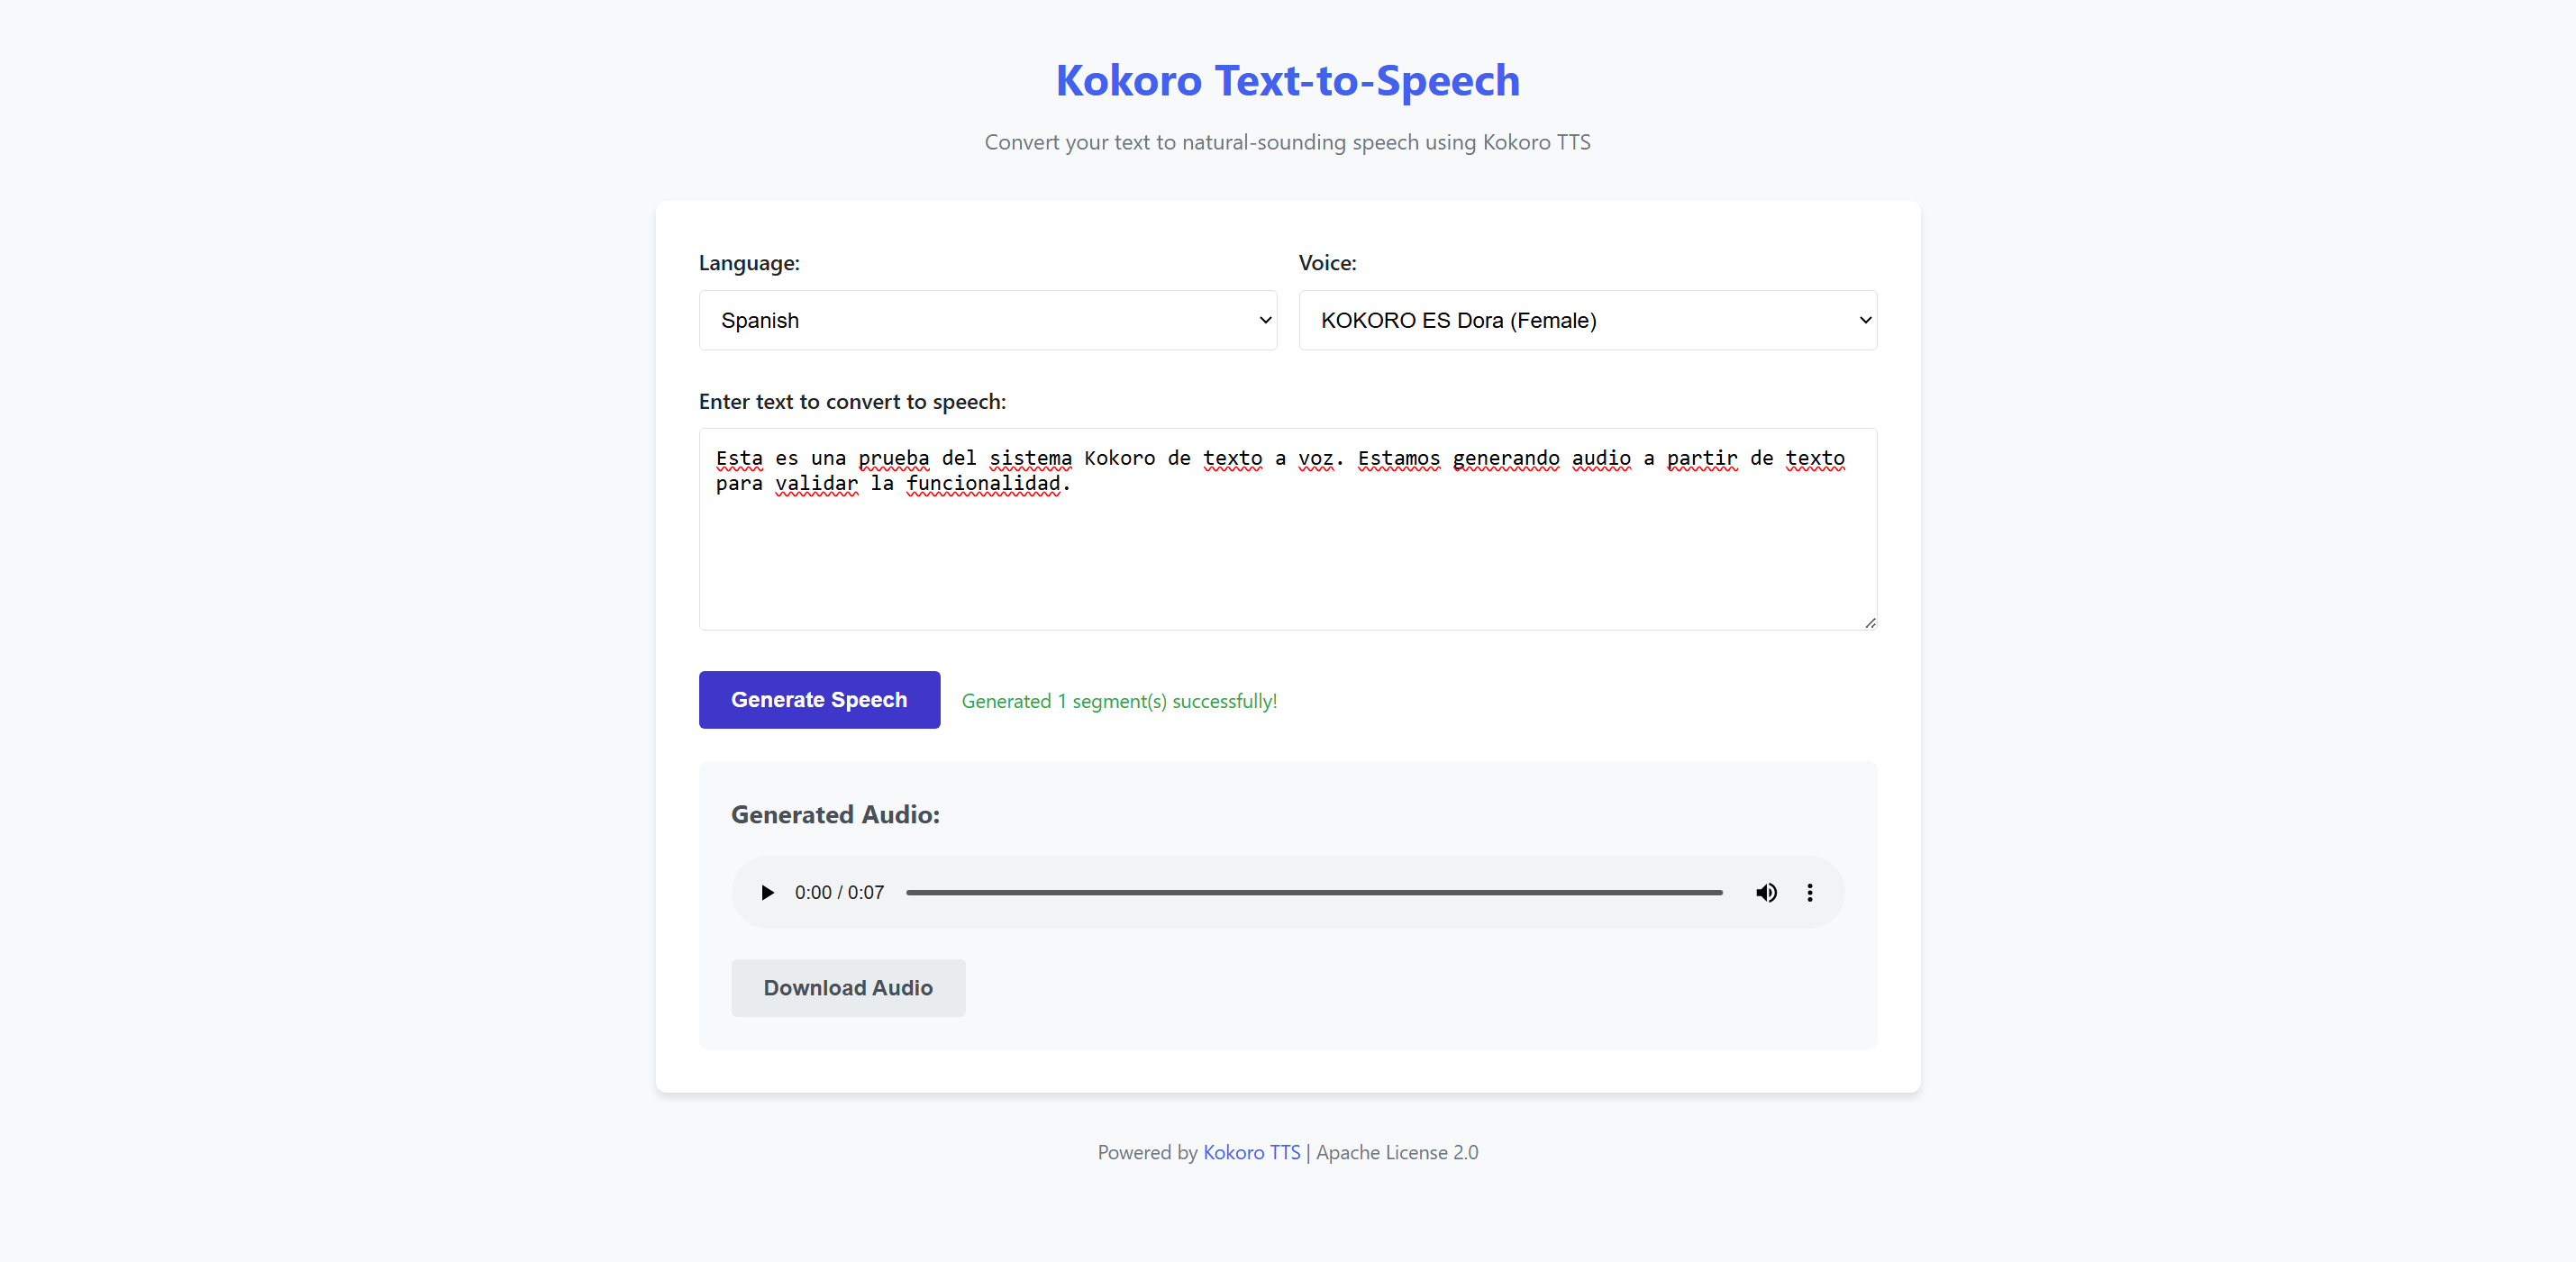 Kokoro Text-to-Speech
Convert your text to natural-sounding speech using Kokoro TTS
Language:
Voice:
Spanish
KOKORO ES Dora (Female)
Enter text to convert to speech:
Esta es una prueba del sistema Kokoro de texto a voz. Estamos generando audio a partir de texto
para validar la funcionalidad.
Generate Speech
Generated 1 segment(s) successfully!
Generated Audio:
0:00 / 0:07
Download Audio
Powered by Kokoro TTS | Apache License 2.0